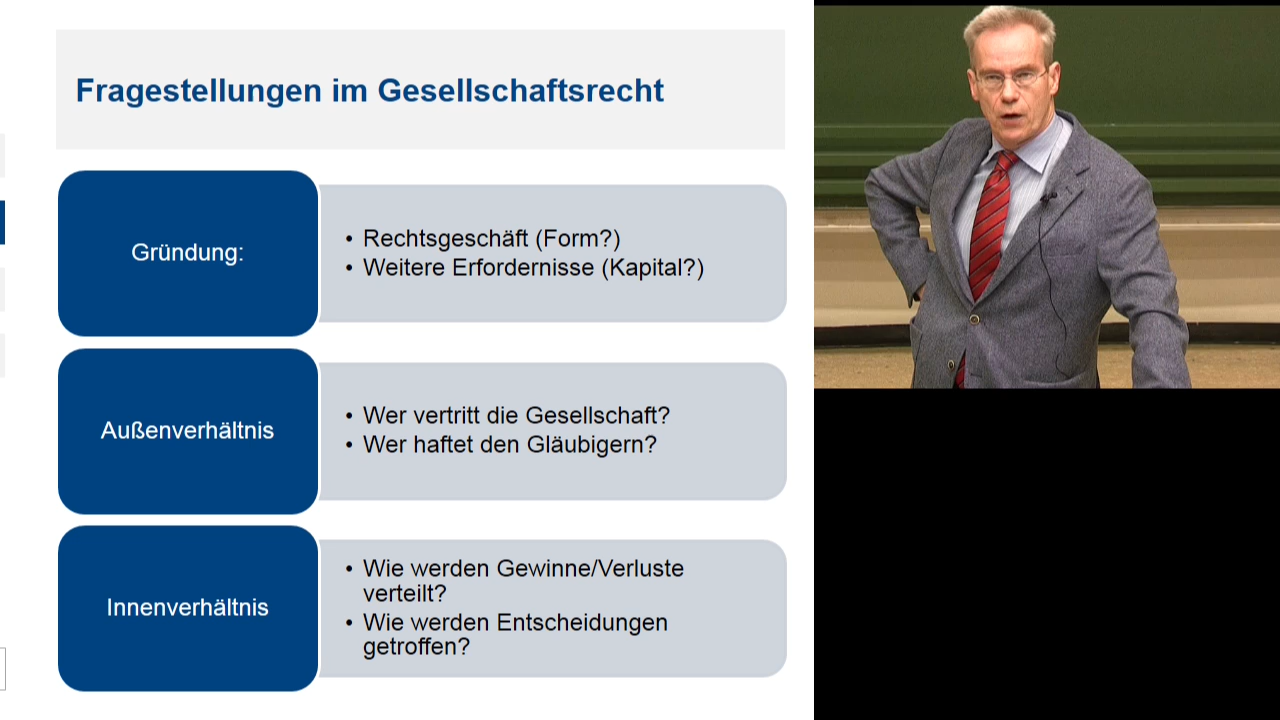 Fragestellungen im Gesellschaftsrecht
Gründung:
• Rechtsgeschäft (Form?)
• Weitere Erfordernisse (Kapital?)
Außenverhältnis
• Wer vertritt die Gesellschaft?
• Wer haftet den Gläubigern?
Innenverhältnis
• Wie werden Gewinne/Verluste
verteilt?
• Wie werden Entscheidungen
getroffen?